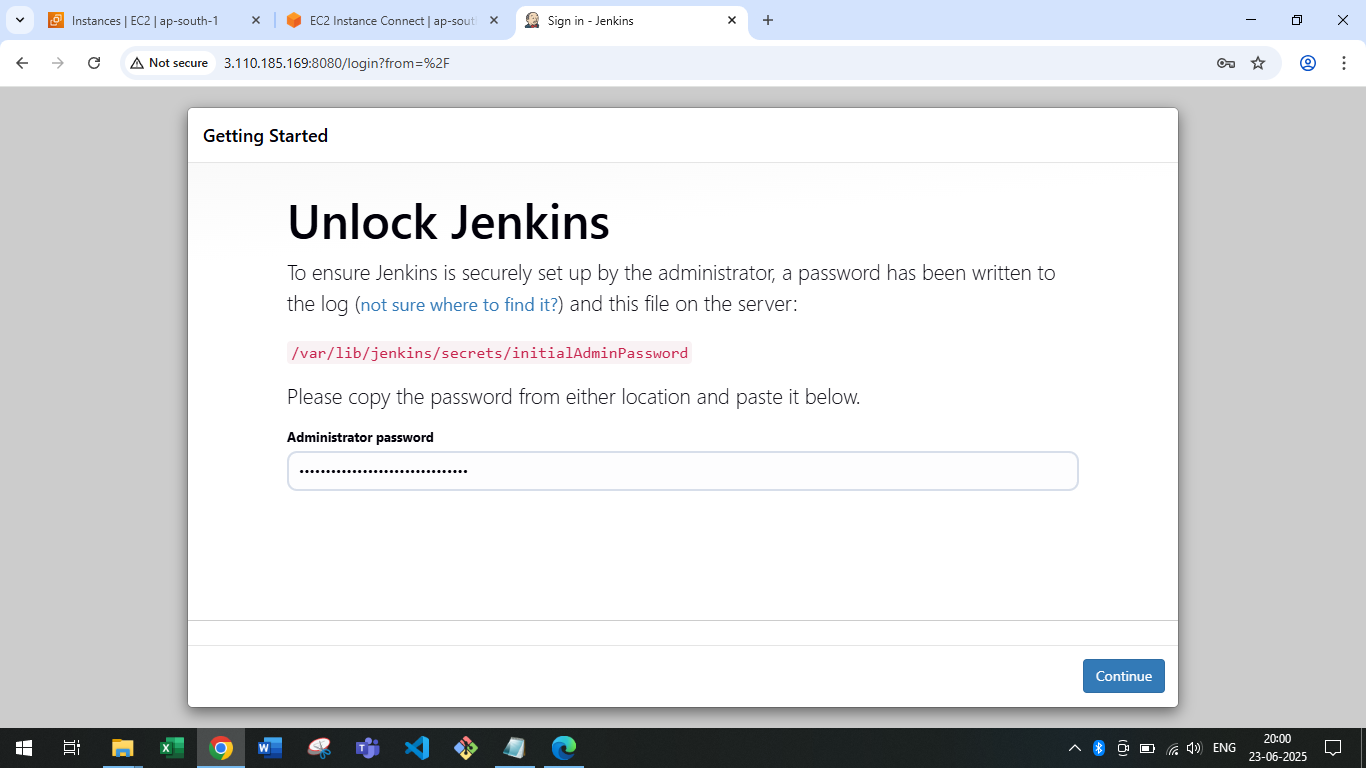 Instances | EC2 | ap-south-1
EC2 Instance Connect | ap-sout
Sign in - Jenkins
Not secure
3.110.185.169:8080/login?from=%2F
Getting Started
Unlock Jenkins
To ensure Jenkins is securely set up by the administrator, a password has been written to
the log (not sure where to find it?) and this file on the server:
/var/lib/jenkins/secrets/initialAdminPassword
Please copy the password from either location and paste it below.
Administrator password
••••••••••••••••••••••••••••••••
Continue
ENG
20:00
23-06-2025